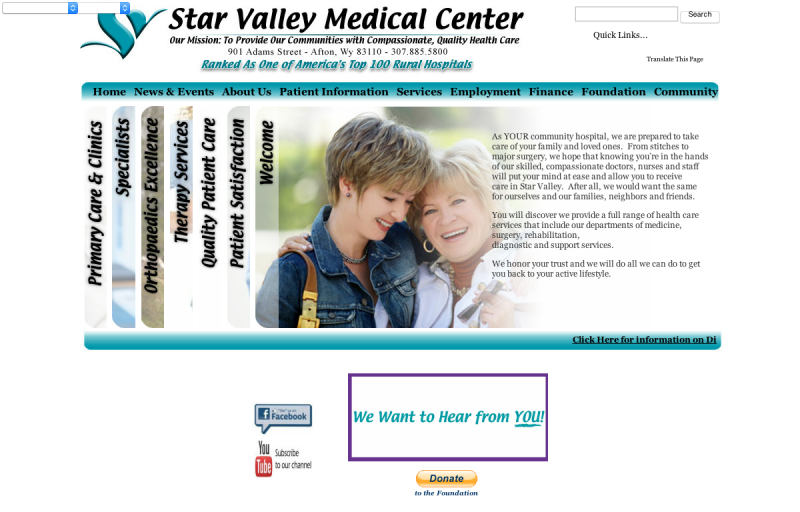 Star Valley Medical Center
Our Mission: To Provide Our Communities with Compassionate, Quality Health Care
901 Adams Street - Afton, Wy 83110 - 307.885.5800
Ranked As One of America's Top 100 Rural Hospitals
Search
Quick Links...
Translate This Page
Home News & Events About Us Patient Information Services Employment Finance Foundation Community
Primary Care & Clinics
Specialists
Orthopaedics Excellence
Therapy Services
Quality Patient Care
Patient Satisfaction
Welcome
As YOUR community hospital, we are prepared to take
care of your family and loved ones. From stitches to
major surgery, we hope that knowing you're in the hands
of our skilled, compassionate doctors, nurses and staff
will put your mind at ease and allow you to receive
care in Star Valley. After all, we would want the same
for ourselves and our families, neighbors and friends.
You will discover we provide a full range of health care
services that include our departments of medicine,
surgery, rehabilitation,
diagnostic and support services.
We honor your trust and we will do all we can do to get
you back to your active lifestyle.
Click Here for information on Di
Facebook
We Want to Hear from YOU!
You Tube
Subscribe
to our channel
Donate
to the Foundation